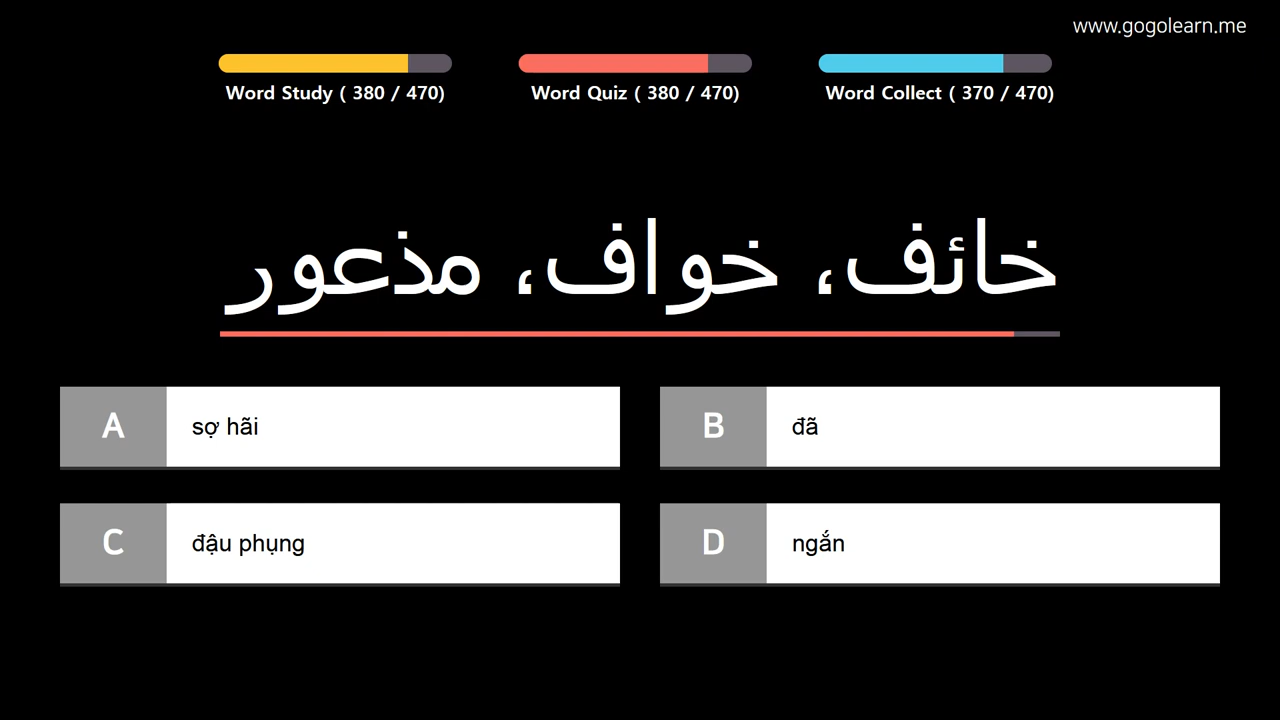 www.gogolearn.me
Word Study ( 380 / 470)
Word Quiz ( 380 / 470)
Word Collect ( 370 / 470)
خائف، خواف، مذعور
A
sợ hãi
B
đã
C
đậu phụng
D
ngắn